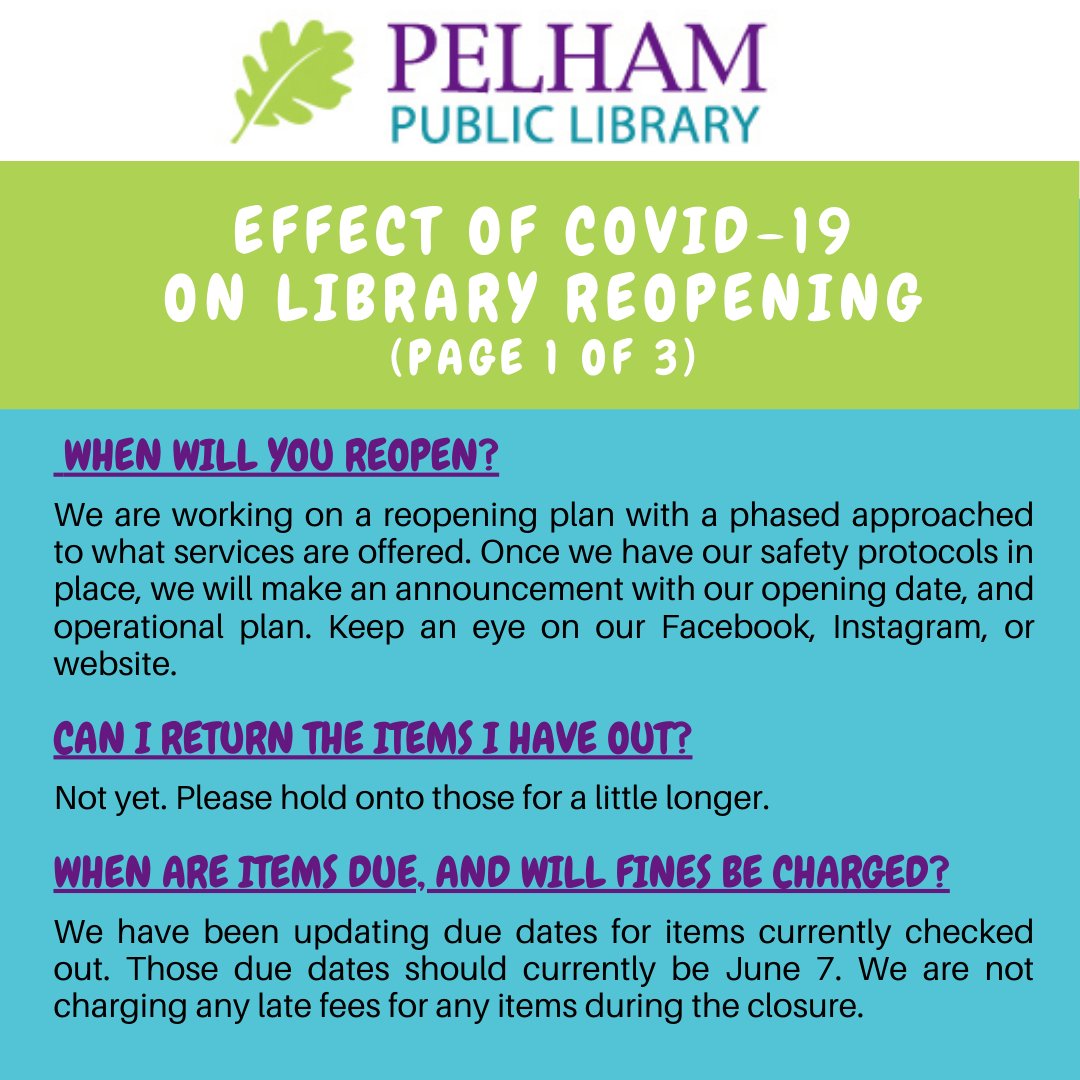 PELHAM
PUBLIC LIBRARY
EFFECT OF COVID-19
ON LIBRARY REOPENING
(PAGE 1 OF 3)
WHEN WILL YOU REOPEN?
We are working on a reopening plan with a phased approached
to what services are offered. Once we have our safety protocols in
place, we will make an announcement with our opening date, and
operational plan. Keep an eye on our Facebook, Instagram, or
website.
CAN I RETURN THE ITEMS I HAVE OUT?
Not yet. Please hold onto those for a little longer.
WHEN ARE ITEMS DUE, AND WILL FINES BE CHARGED?
We have been updating due dates for items currently checked
out. Those due dates should currently be June 7. We are not
charging any late fees for any items during the closure.